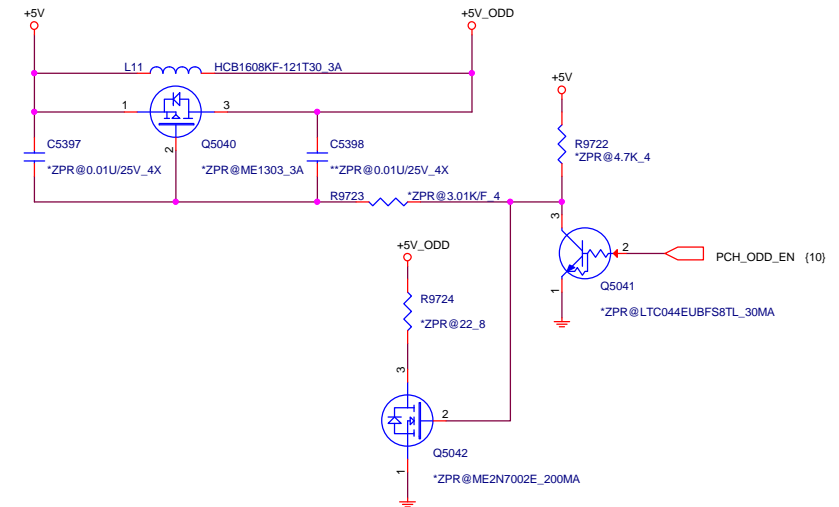 +5V
+5V_ODD
L11
HCB1608KF-121T30_3A
+5V
1
3
C5397
Q5040
C5398
R9722
2
*ZPR@0.01U/25V_4X
*ZPR@ME1303_3A
**ZPR@0.01U/25V_4X
*ZPR@4.7K_4
R9723
*ZPR@3.01K/F_4
3
+5V_ODD
2
PCH_ODD_EN {10}
Q5041
1
R9724
*ZPR@LTC044EUBFS8TL_30MA
*ZPR@22_8
3
2
Q5042
1
*ZPR@ME2N7002E_200MA